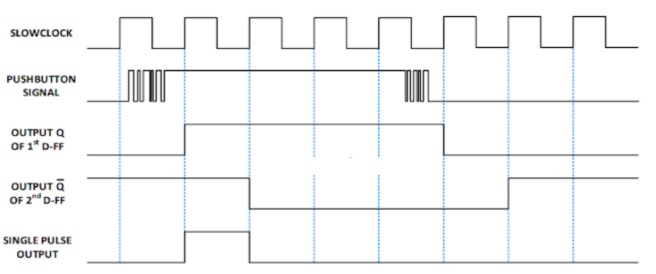 SLOWCLOCK
PUSHBUTTON
SIGNAL
OUTPUT Q
OF 1st D-FF
OUTPUT Q̅
OF 2nd D-FF
SINGLE PULSE
OUTPUT